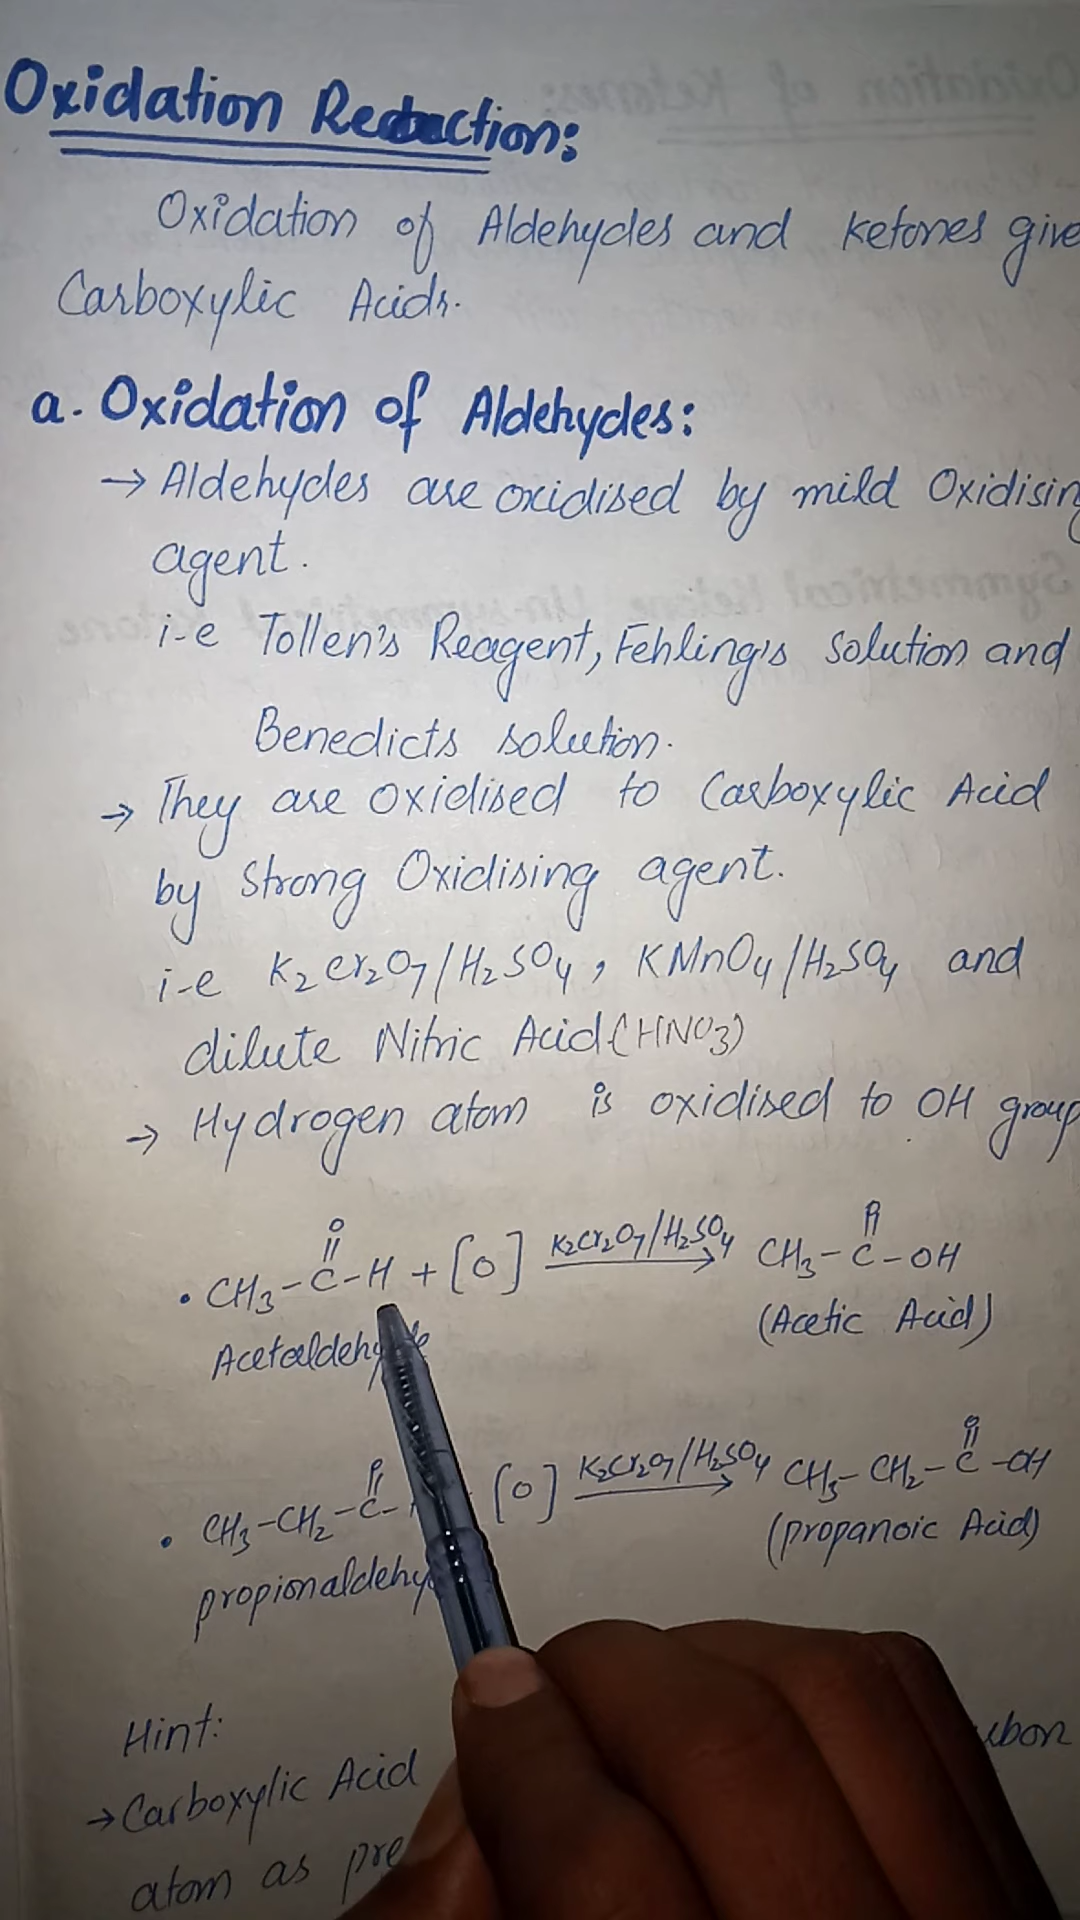 Oxidation Reaction:
Oxidation of Aldehydes and ketones give
Carboxylic Acids.
a. Oxidation of Aldehydes:
→ Aldehydes are oxidised by mild Oxidising
agent.
i-e Tollen's Reagent, Fehling's solution and
Benedicts solution.
→ They are oxidised to Carboxylic Acid
by Strong Oxidising agent.
i-e K2Cr2O7/H2SO4, KMnO4/H2SO4 and
dilute Nitric Acid (HNO3)
→ Hydrogen atom is oxidised to OH group
O O
|| ||
• CH3-C-H + [O] K2Cr2O7/H2SO4 → CH3-C-OH
Acetaldehyde (Acetic Acid)
O O
|| ||
• CH3-CH2-C- [O] K2Cr2O7/H2SO4 → CH3-CH2-C-OH
propionaldehy (propanoic Acid)
Hint:
→ Carboxylic Acid
atom as pre